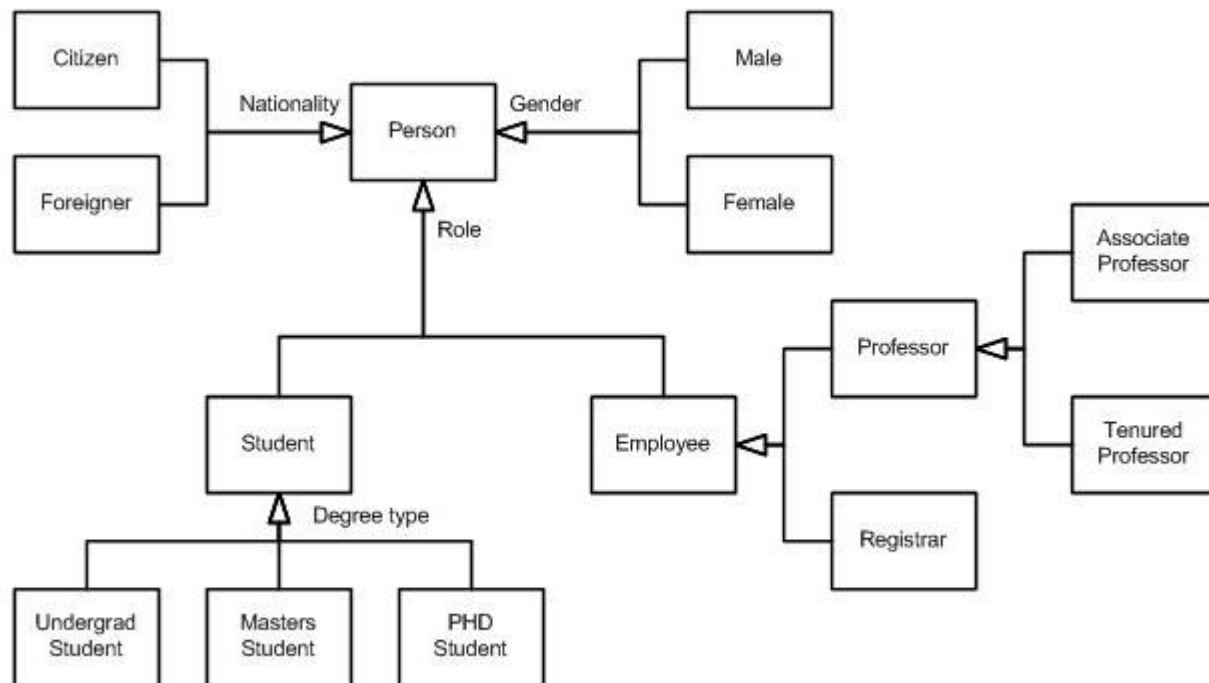 Citizen
Male
Nationality
Person
Gender
Foreigner
Female
Role
Associate
Professor
Professor
Student
Employee
Tenured
Professor
Degree type
Registrar
Undergrad
Student
Masters
Student
PHD
Student